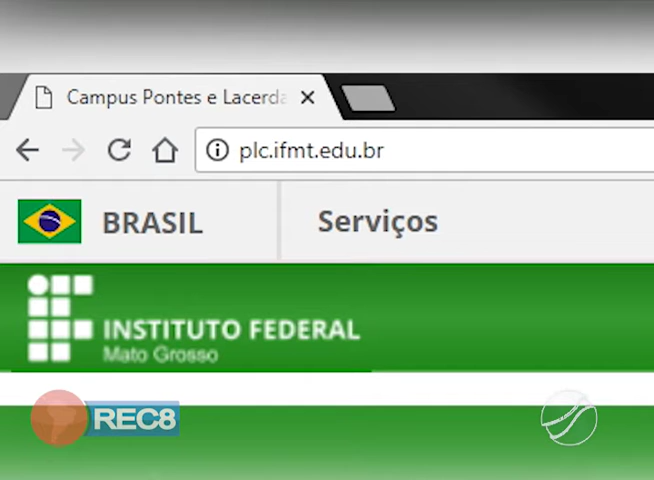 Campus Pontes e Lacerda
plc.ifmt.edu.br
BRASIL
Serviços
INSTITUTO FEDERAL
Mato Grosso
REC8